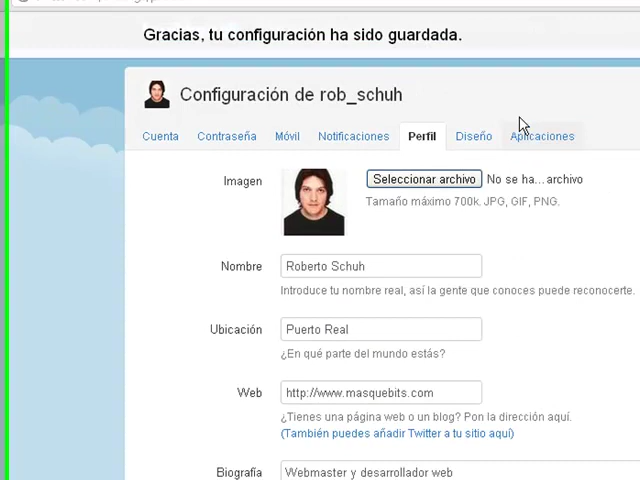 Gracias, tu configuración ha sido guardada.
Configuración de rob_schuh
Cuenta Contraseña Móvil Notificaciones Perfil Diseño Aplicaciones
Imagen Seleccionar archivo No se ha...archivo
Tamaño máximo 700k. JPG, GIF, PNG.
Nombre Roberto Schuh
Introduce tu nombre real, así la gente que conoces puede reconocerte.
Ubicación Puerto Real
¿En qué parte del mundo estás?
Web http://www.masquebits.com
¿Tienes una página web o un blog? Pon la dirección aquí.
(También puedes añadir Twitter a tu sitio aquí)
Biografía Webmaster y desarrollador web